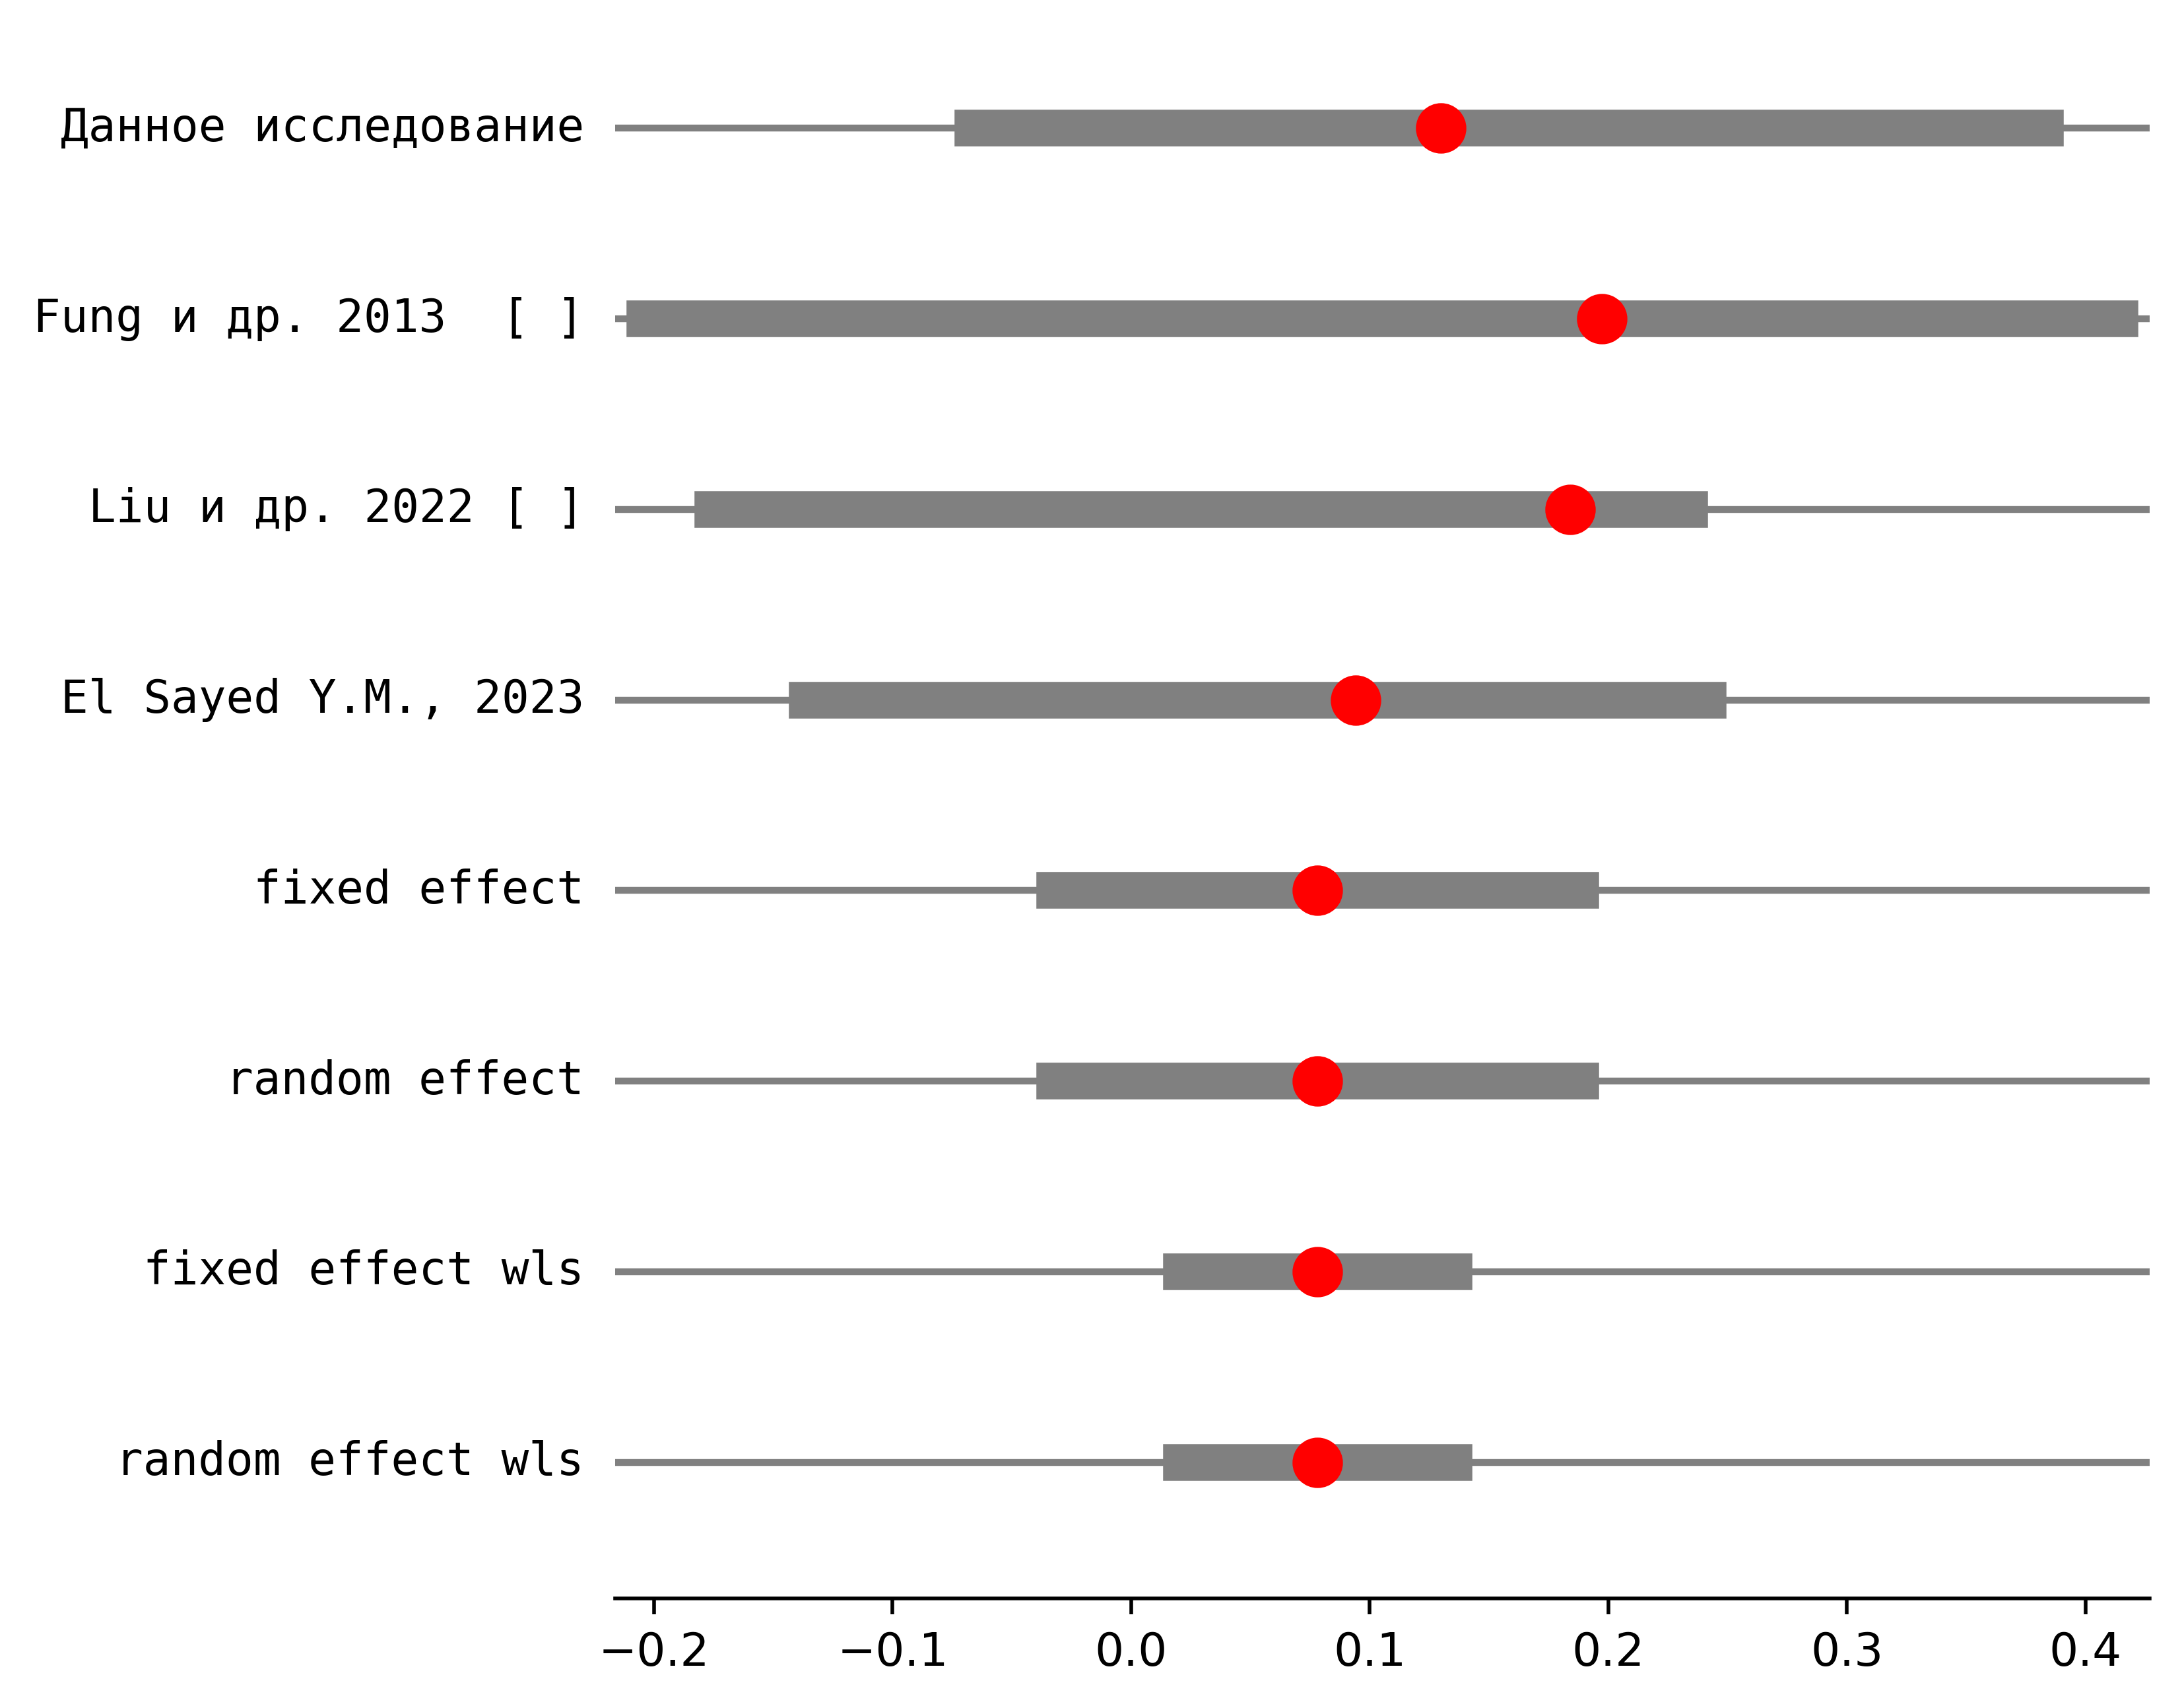 Данное исследование
Fung и др. 2013  [ ]
Liu и др. 2022 [ ]
El Sayed Y.M., 2023
fixed effect
random effect
fixed effect wls
random effect wls
−0.2 −0.1 0.0 0.1 0.2 0.3 0.4